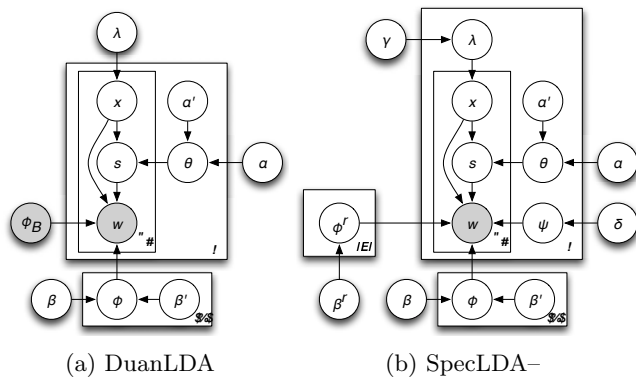 λ
x
α'
s
θ
α
ϕB
w
" #
!
β
ϕ
β'
$%$
(a) DuanLDA
γ
λ
x
α'
s
θ
α
ϕr
|E|
w
" #
ψ
δ
!
βr
β
ϕ
β'
(b) SpecLDA–